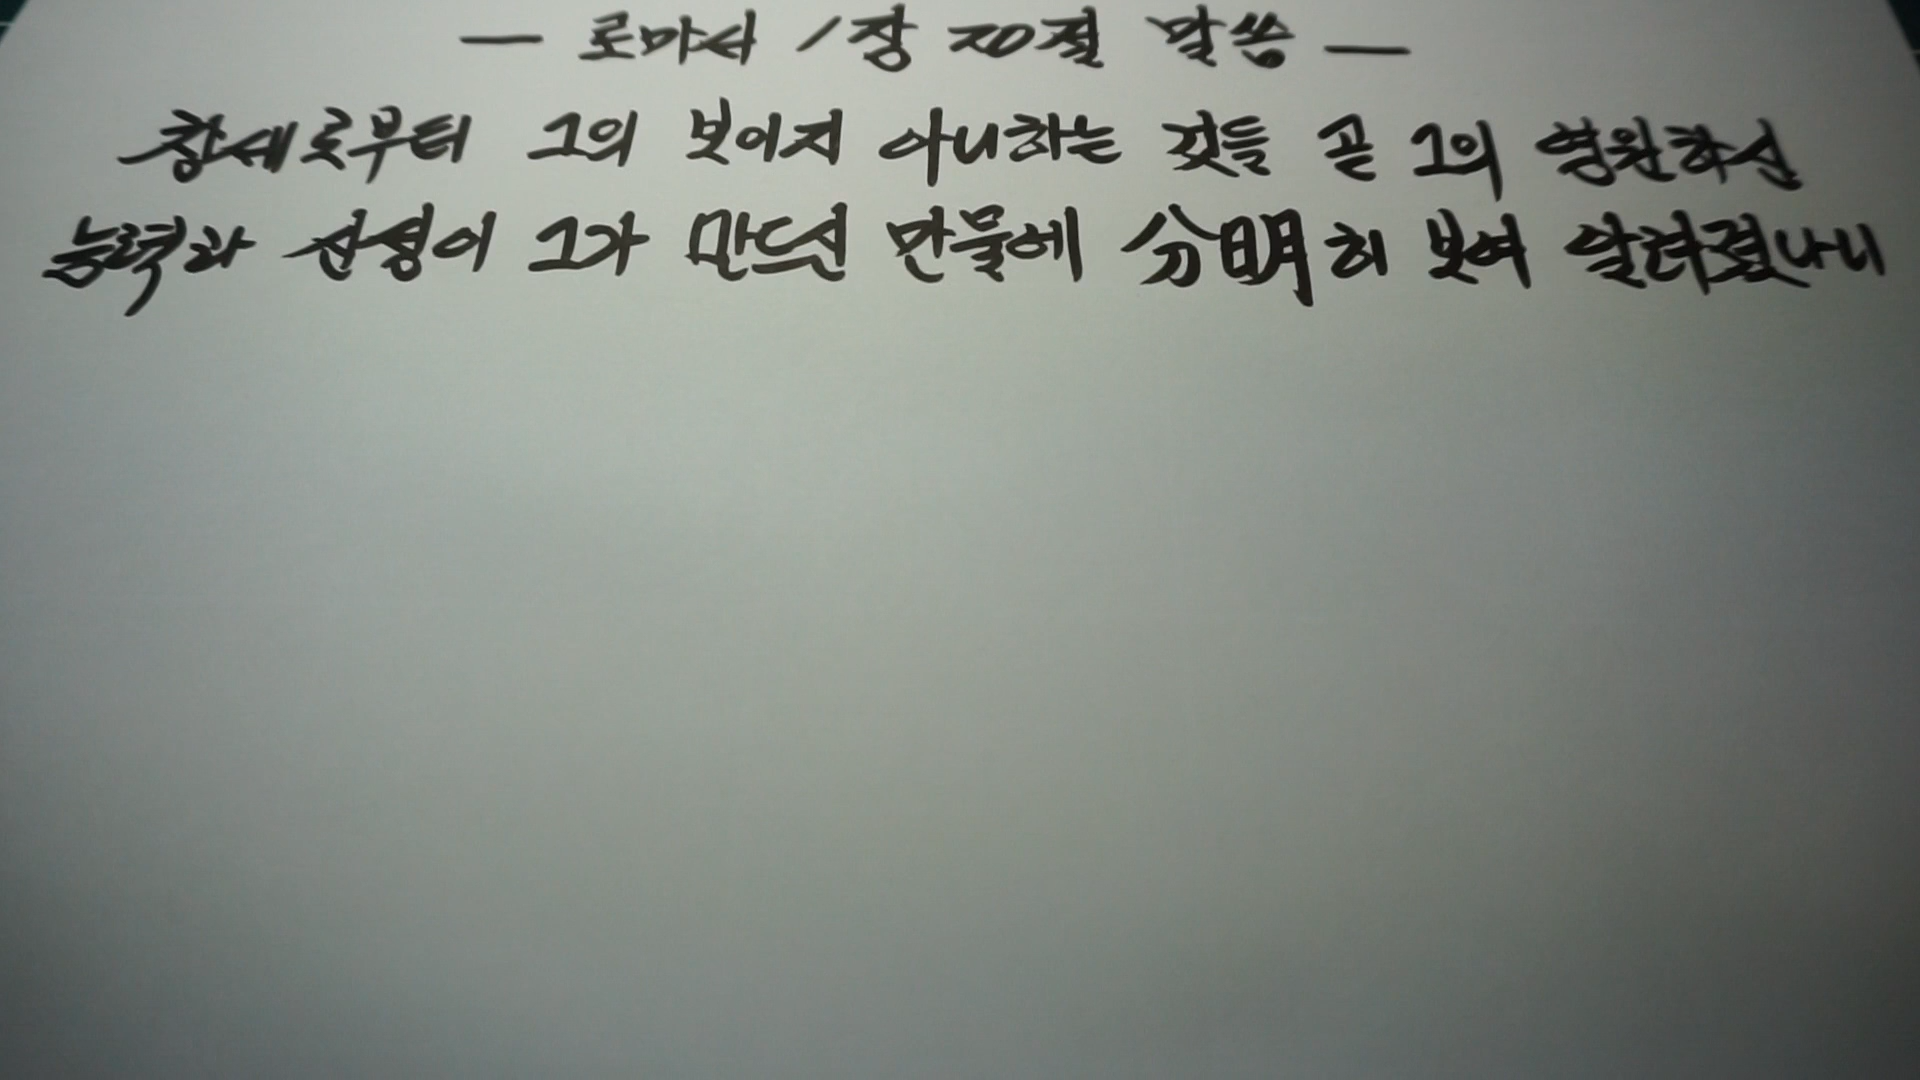 — 로마서 1장 20절 말씀 —
창세로부터 그의 보이지 아니하는 것들 곧 그의 영원하신
능력과 신성이 그가 만드신 만물에 分明히 보여 알려졌나니